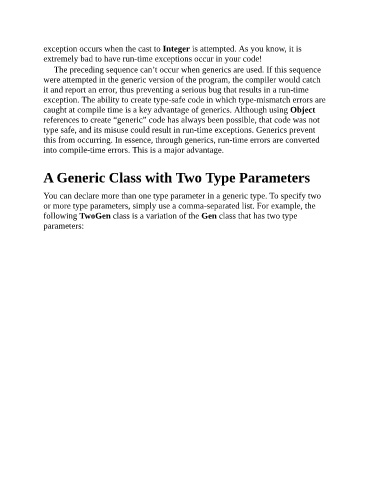 exception occurs when the cast to Integer is attempted. As you know, it is
extremely bad to have run-time exceptions occur in your code!
The preceding sequence can’t occur when generics are used. If this sequence
were attempted in the generic version of the program, the compiler would catch
it and report an error, thus preventing a serious bug that results in a run-time
exception. The ability to create type-safe code in which type-mismatch errors are
caught at compile time is a key advantage of generics. Although using Object
references to create “generic” code has always been possible, that code was not
type safe, and its misuse could result in run-time exceptions. Generics prevent
this from occurring. In essence, through generics, run-time errors are converted
into compile-time errors. This is a major advantage.
A Generic Class with Two Type Parameters
You can declare more than one type parameter in a generic type. To specify two
or more type parameters, simply use a comma-separated list. For example, the
following TwoGen class is a variation of the Gen class that has two type
parameters: